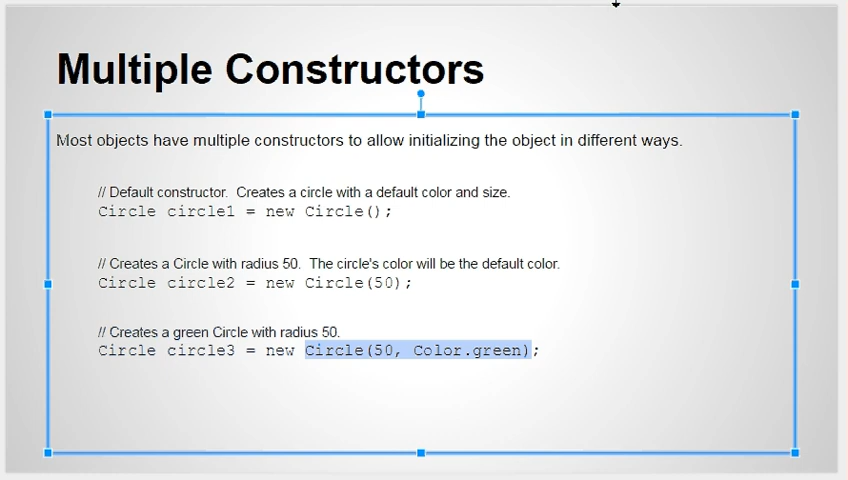 Multiple Constructors
Most objects have multiple constructors to allow initializing the object in different ways.
// Default constructor.  Creates a circle with a default color and size.
Circle circle1 = new Circle();
// Creates a Circle with radius 50.  The circle's color will be the default color.
Circle circle2 = new Circle(50);
// Creates a green Circle with radius 50.
Circle circle3 = new Circle(50, Color.green);